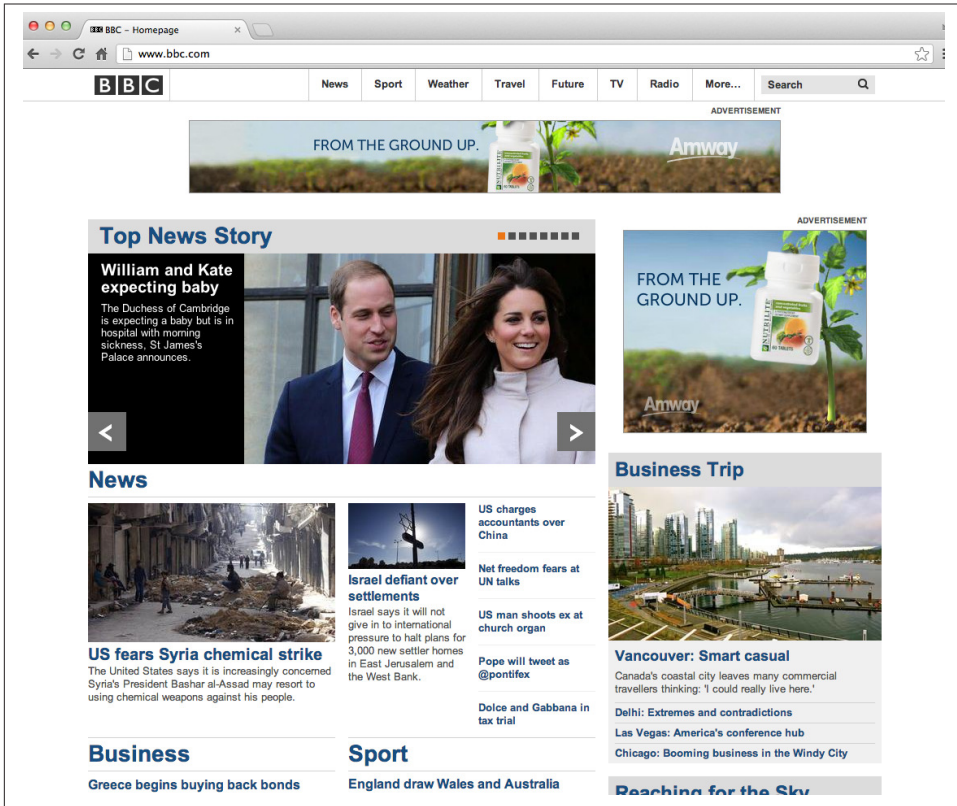 BBC - Homepage
www.bbc.com
BBC
News Sport Weather Travel Future TV Radio More... Search
ADVERTISEMENT
FROM THE GROUND UP.
NUTRILITE
Amway
Top News Story
William and Kate
expecting baby
The Duchess of Cambridge
is expecting a baby but is in
hospital with morning
sickness, St James's
Palace announces.
<
>
News
US fears Syria chemical strike
The United States says it is increasingly concerned
Syria's President Bashar al-Assad may resort to
using chemical weapons against his people.
Israel defiant over
settlements
Israel says it will not
give in to international
pressure to halt plans for
3,000 new settler homes
in East Jerusalem and
the West Bank.
US charges
accountants over
China
Net freedom fears at
UN talks
US man shoots ex at
church organ
Pope will tweet as
@pontifex
Dolce and Gabbana in
tax trial
Business
Greece begins buying back bonds
Sport
England draw Wales and Australia
ADVERTISEMENT
FROM THE
GROUND UP.
NUTRILITE
Amway
Business Trip
Vancouver: Smart casual
Canada's coastal city leaves many commercial
travellers thinking: 'I could really live here.'
Delhi: Extremes and contradictions
Las Vegas: America's conference hub
Chicago: Booming business in the Windy City
Reaching for the Sky